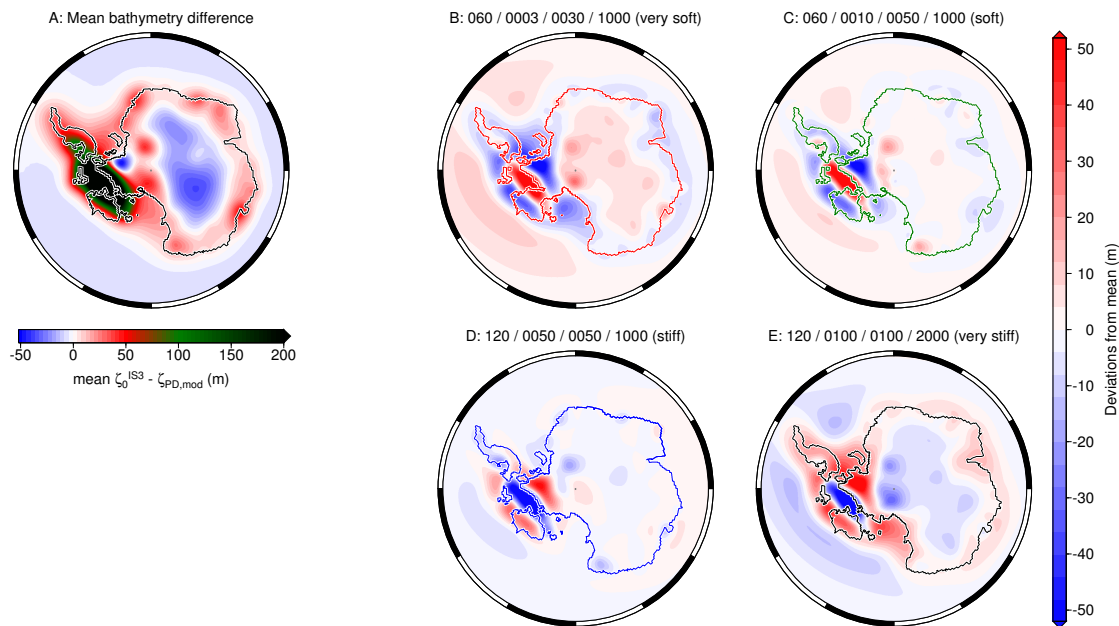 A: Mean bathymetry difference
B: 060 / 0003 / 0030 / 1000 (very soft)
C: 060 / 0010 / 0050 / 1000 (soft)
-50 0 50 100 150 200
mean ζ₀ᴵˢ³ - ζPD,mod (m)
D: 120 / 0050 / 0050 / 1000 (stiff)
E: 120 / 0100 / 0100 / 2000 (very stiff)
50
40
30
20
10
0
-10
-20
-30
-40
-50
Deviations from mean (m)